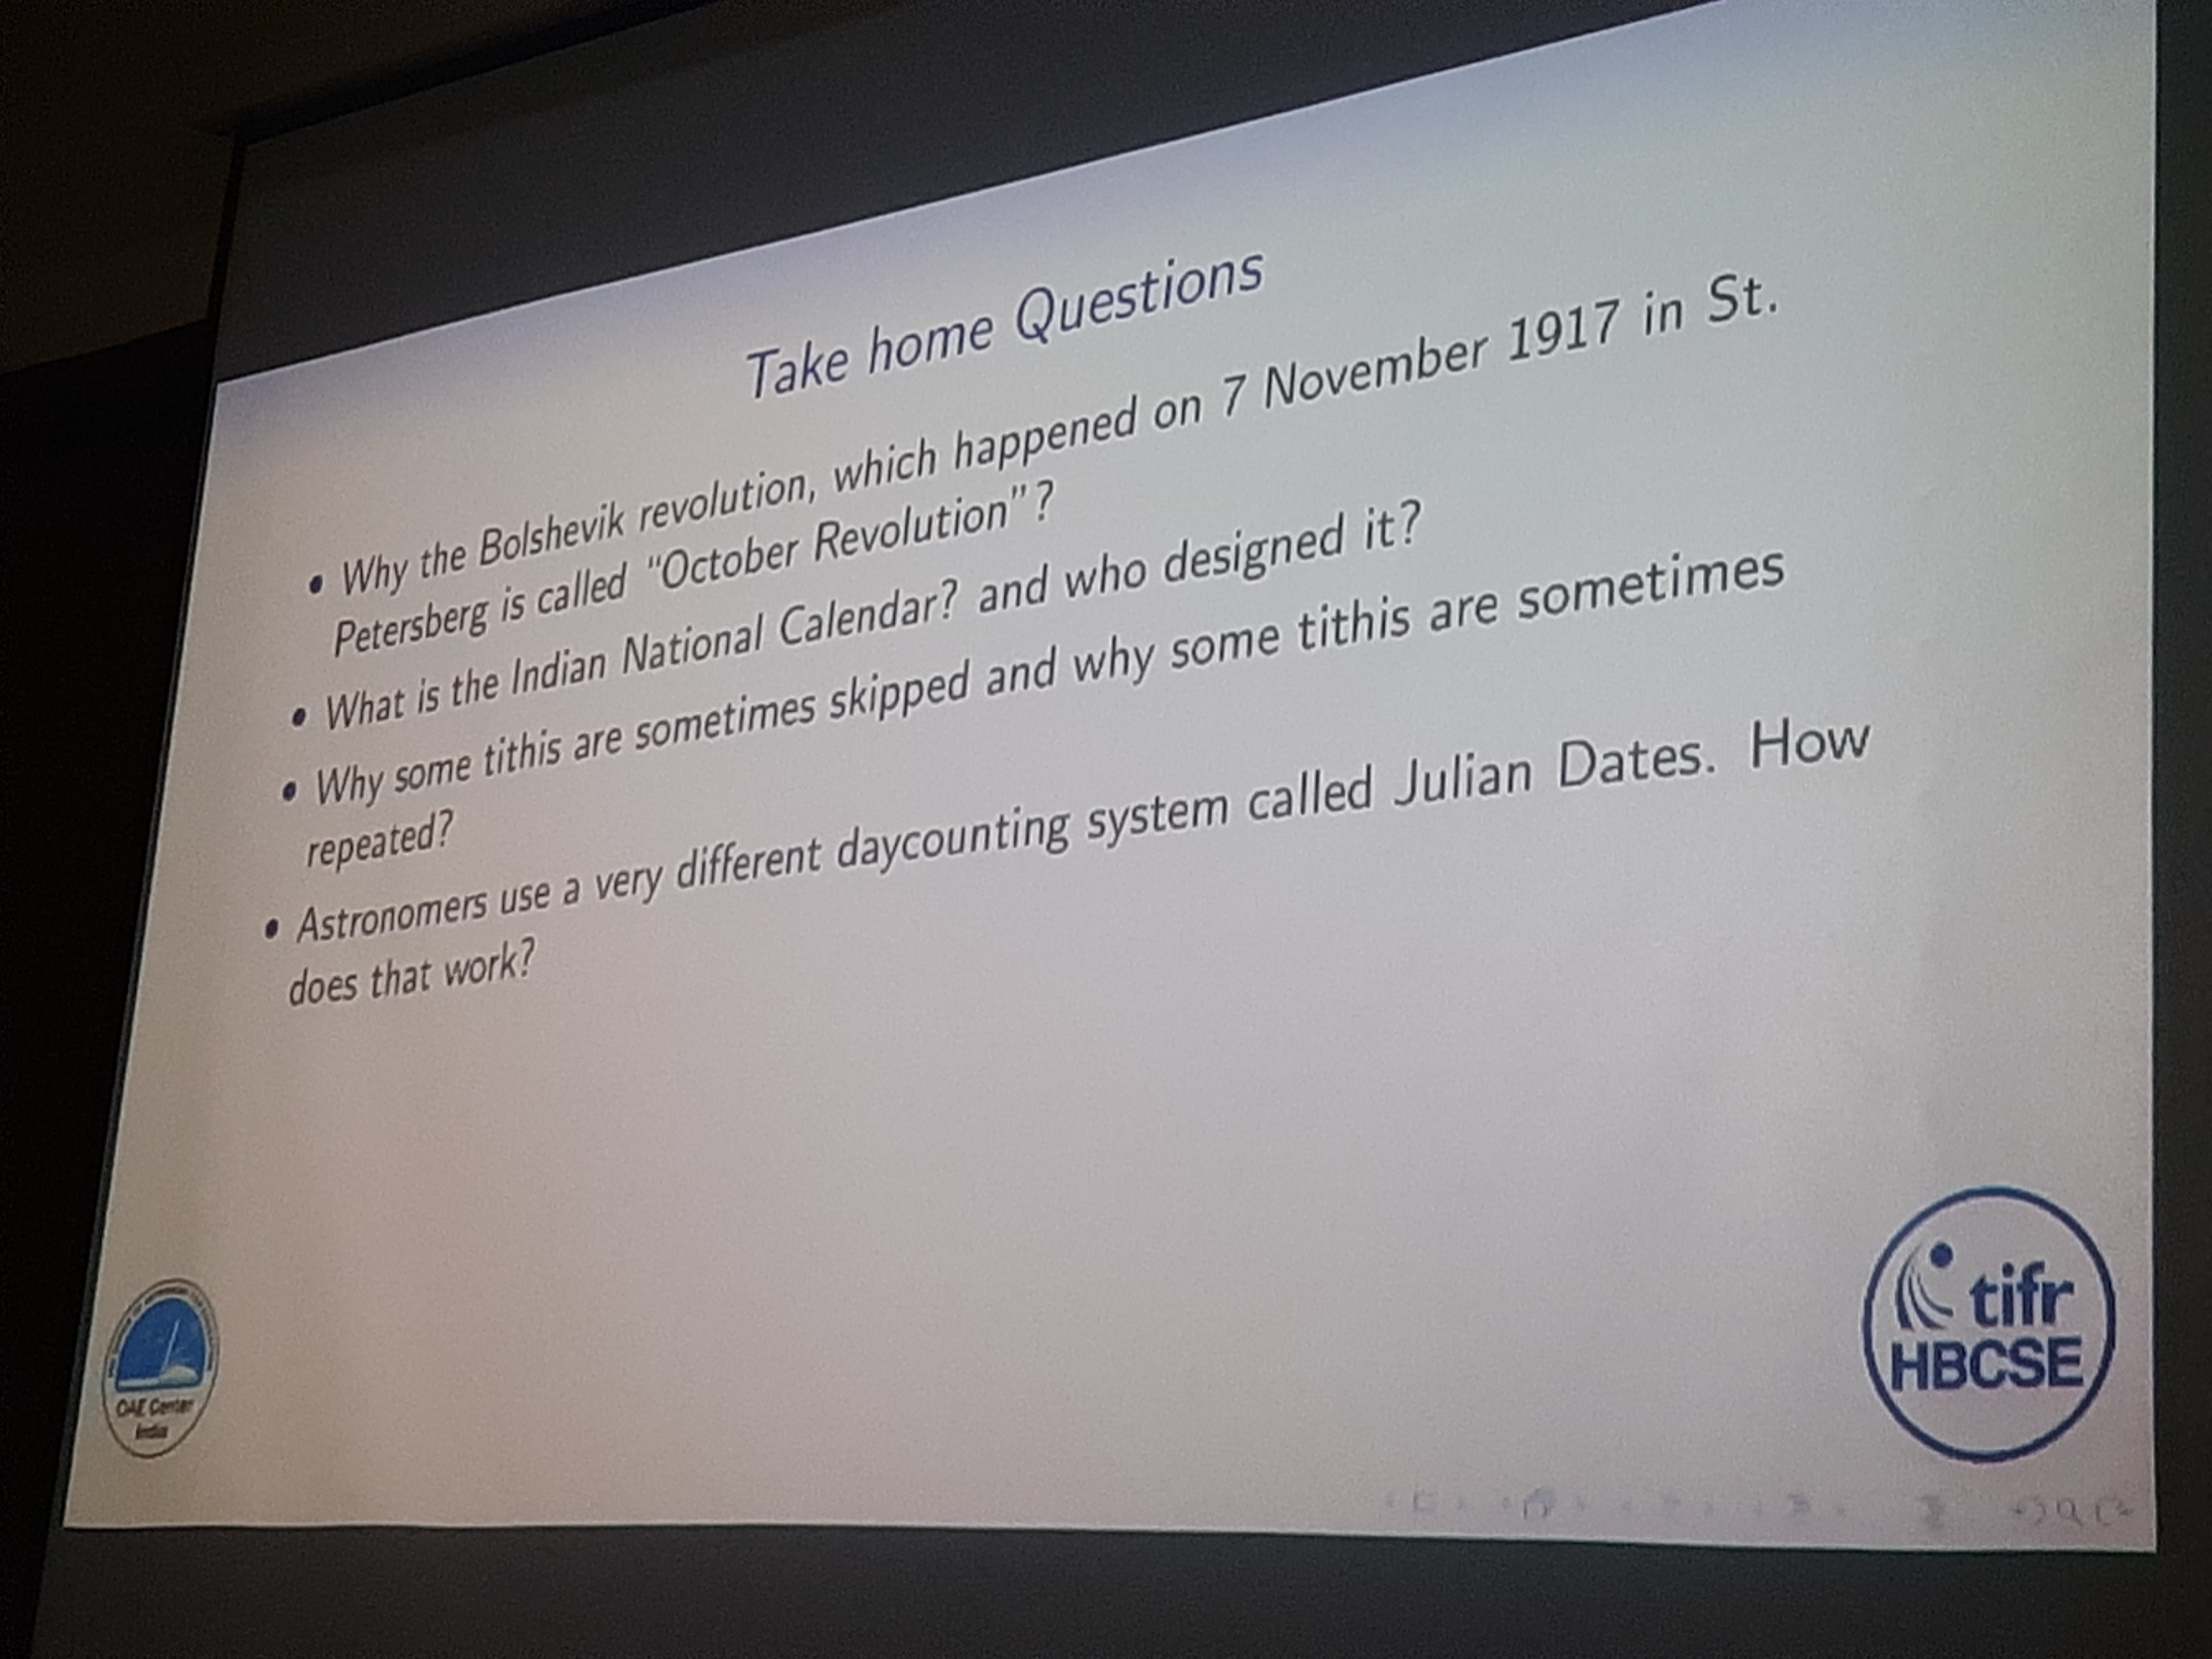 Take home Questions
• Why the Bolshevik revolution, which happened on 7 November 1917 in St.
Petersberg is called "October Revolution"?
• What is the Indian National Calendar? and who designed it?
• Why some tithis are sometimes skipped and why some tithis are sometimes
repeated?
• Astronomers use a very different daycounting system called Julian Dates. How
does that work?
OAE Center
India
tifr
HBCSE